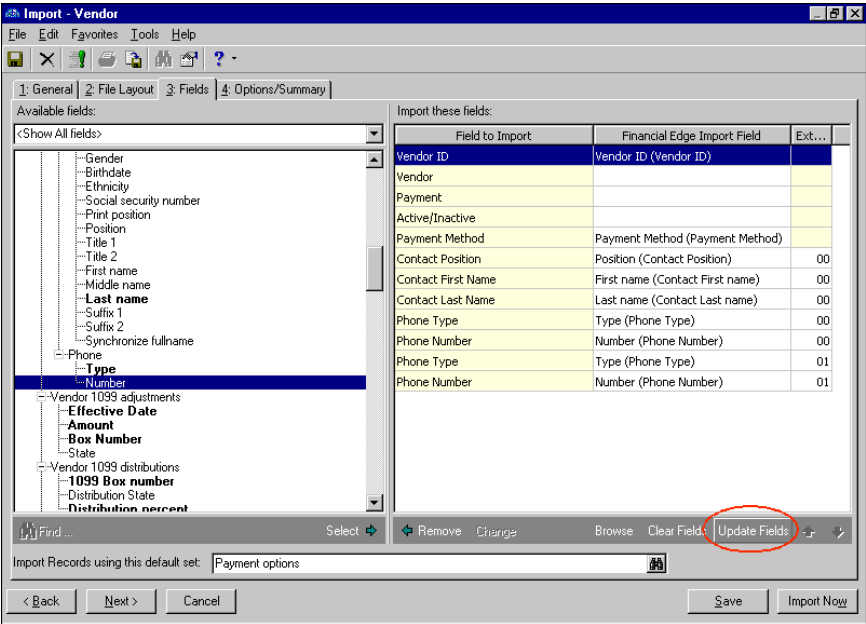 Import - Vendor
File Edit Favorites Tools Help
1: General 2: File Layout 3: Fields 4: Options/Summary
Available fields:
Import these fields:
<Show All fields>
Gender
Birthdate
Ethnicity
Social security number
Print position
Position
Title 1
Title 2
First name
Middle name
Last name
Suffix 1
Suffix 2
Synchronize fullname
Phone
Type
Number
Vendor 1099 adjustments
Effective Date
Amount
Box Number
State
Vendor 1099 distributions
1099 Box number
Distribution State
Distribution percent
Field to Import Financial Edge Import Field Ext...
Vendor ID Vendor ID (Vendor ID)
Vendor
Payment
Active/Inactive
Payment Method Payment Method (Payment Method)
Contact Position Position (Contact Position) 00
Contact First Name First name (Contact First name) 00
Contact Last Name Last name (Contact Last name) 00
Phone Type Type (Phone Type) 00
Phone Number Number (Phone Number) 00
Phone Type Type (Phone Type) 01
Phone Number Number (Phone Number) 01
Find ... Select Remove Change Browse Clear Fields Update Fields
Import Records using this default set: Payment options
< Back Next > Cancel Save Import Now